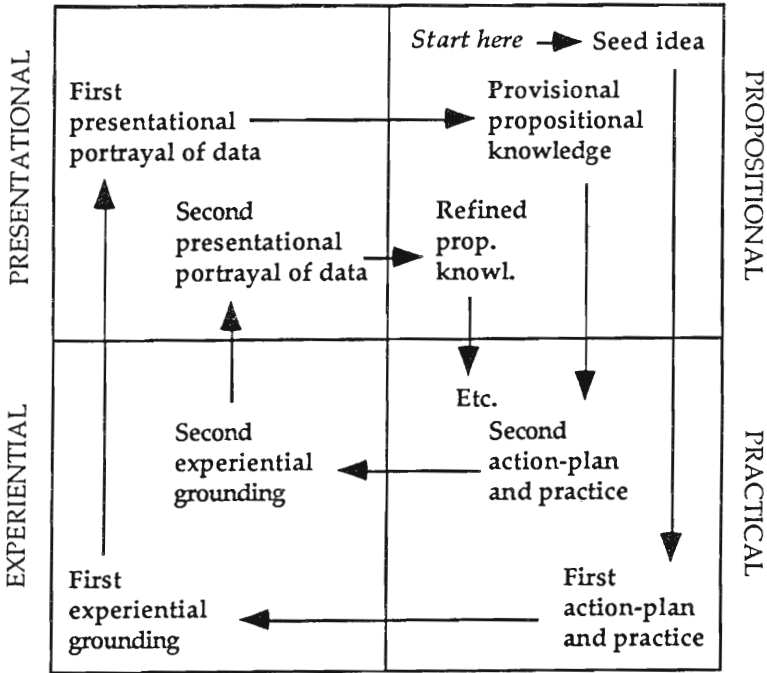 Start here
Seed idea
First
presentational
portrayal of data
Provisional
propositional
knowledge
Second
presentational
portrayal of data
Refined
prop.
knowl.
Etc.
Second
experiential
grounding
Second
action-plan
and practice
First
experiential
grounding
First
action-plan
and practice
PRESENTATIONAL
EXPERIENTIAL
PROPOSITIONAL
PRACTICAL